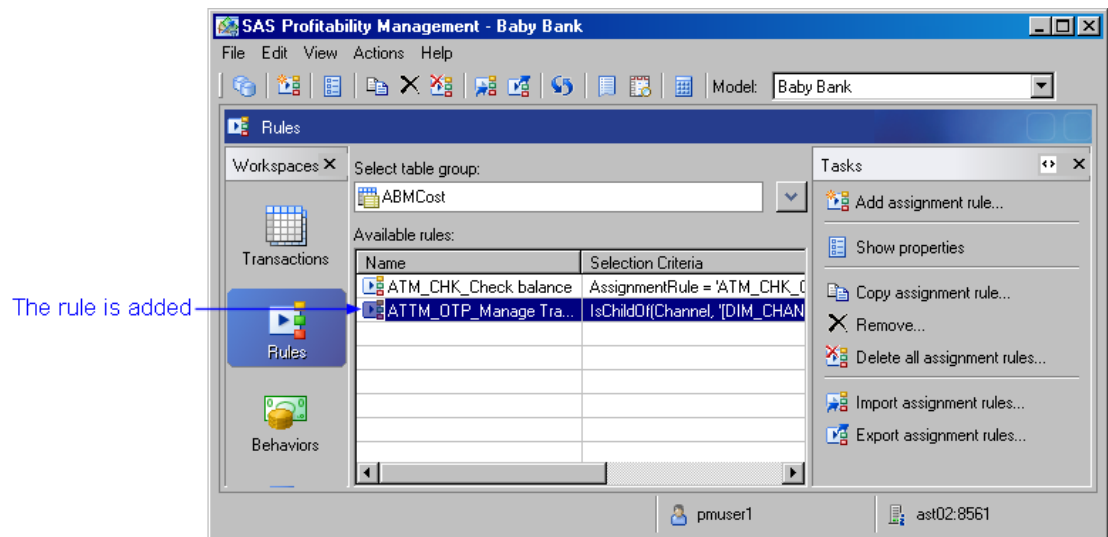 SAS Profitability Management - Baby Bank
File Edit View Actions Help
Model: Baby Bank
Rules
Workspaces
Transactions
Rules
Behaviors
Select table group:
ABMCost
Available rules:
Name Selection Criteria
ATM_CHK_Check balance AssignmentRule = 'ATM_CHK_C
ATTM_OTP_Manage Tra... IsChildOf(Channel, '[DIM_CHAN
The rule is added
Tasks
Add assignment rule...
Show properties
Copy assignment rule...
Remove...
Delete all assignment rules...
Import assignment rules...
Export assignment rules...
pmuser1
ast02:8561